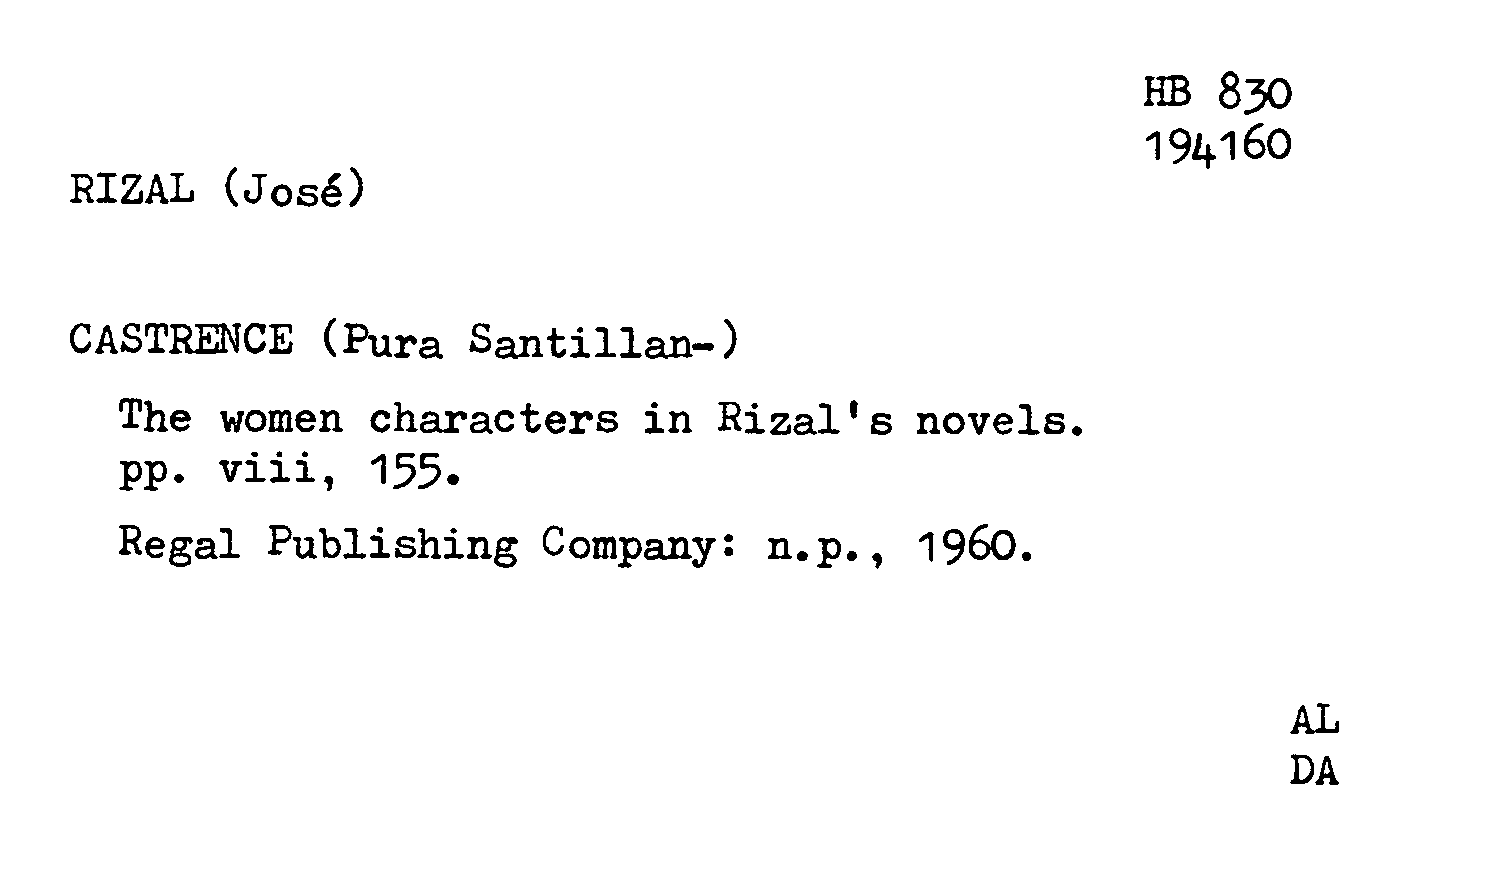 HB 830
194160
RIZAL (José)
CASTRENCE (Pura Santillan-)
The women characters in Rizal's novels.
pp. viii, 155.
Regal Publishing Company: n.p., 1960.
AL
DA